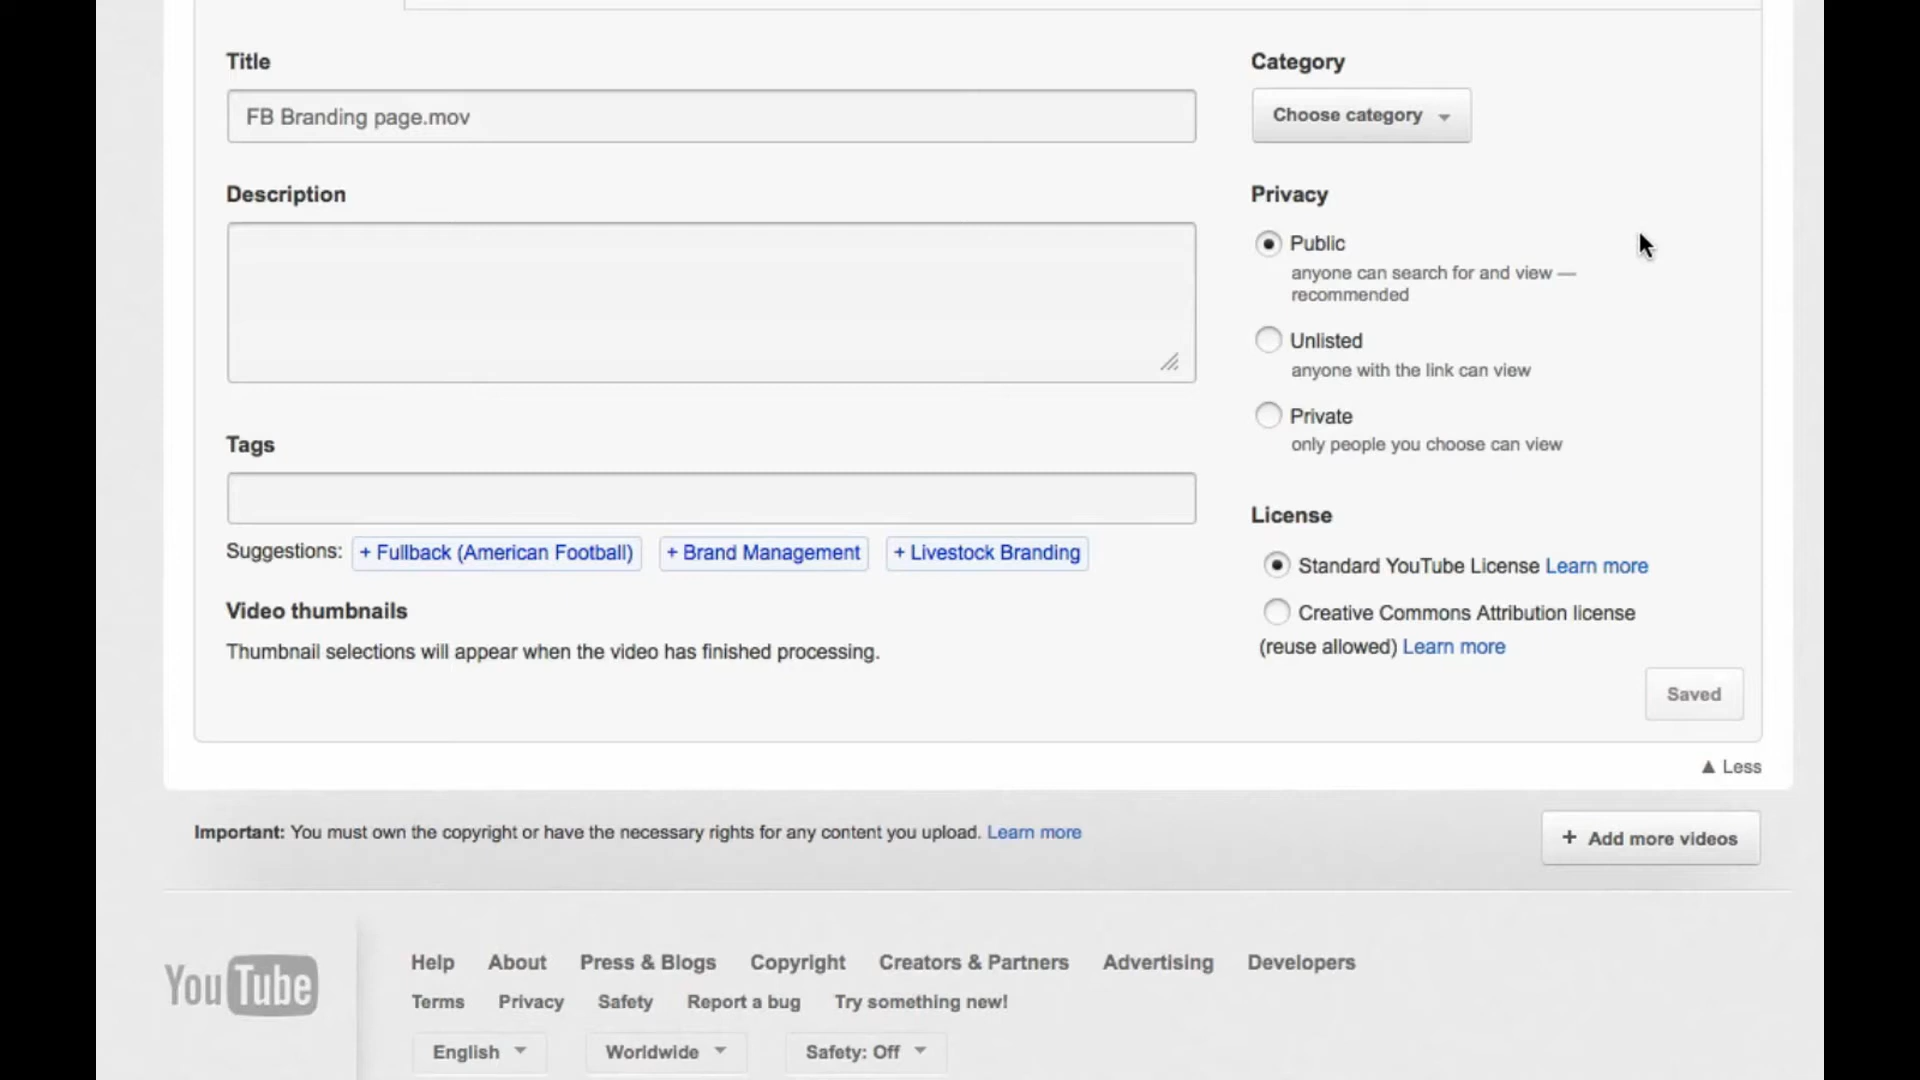 Title
FB Branding page.mov
Description
Tags
Suggestions: + Fullback (American Football) + Brand Management + Livestock Branding
Video thumbnails
Thumbnail selections will appear when the video has finished processing.
Category
Choose category
Privacy
Public
anyone can search for and view —
recommended
Unlisted
anyone with the link can view
Private
only people you choose can view
License
Standard YouTube License Learn more
Creative Commons Attribution license
(reuse allowed) Learn more
Saved
▲ Less
Important: You must own the copyright or have the necessary rights for any content you upload. Learn more
+ Add more videos
YouTube
Help About Press & Blogs Copyright Creators & Partners Advertising Developers
Terms Privacy Safety Report a bug Try something new!
English Worldwide Safety: Off